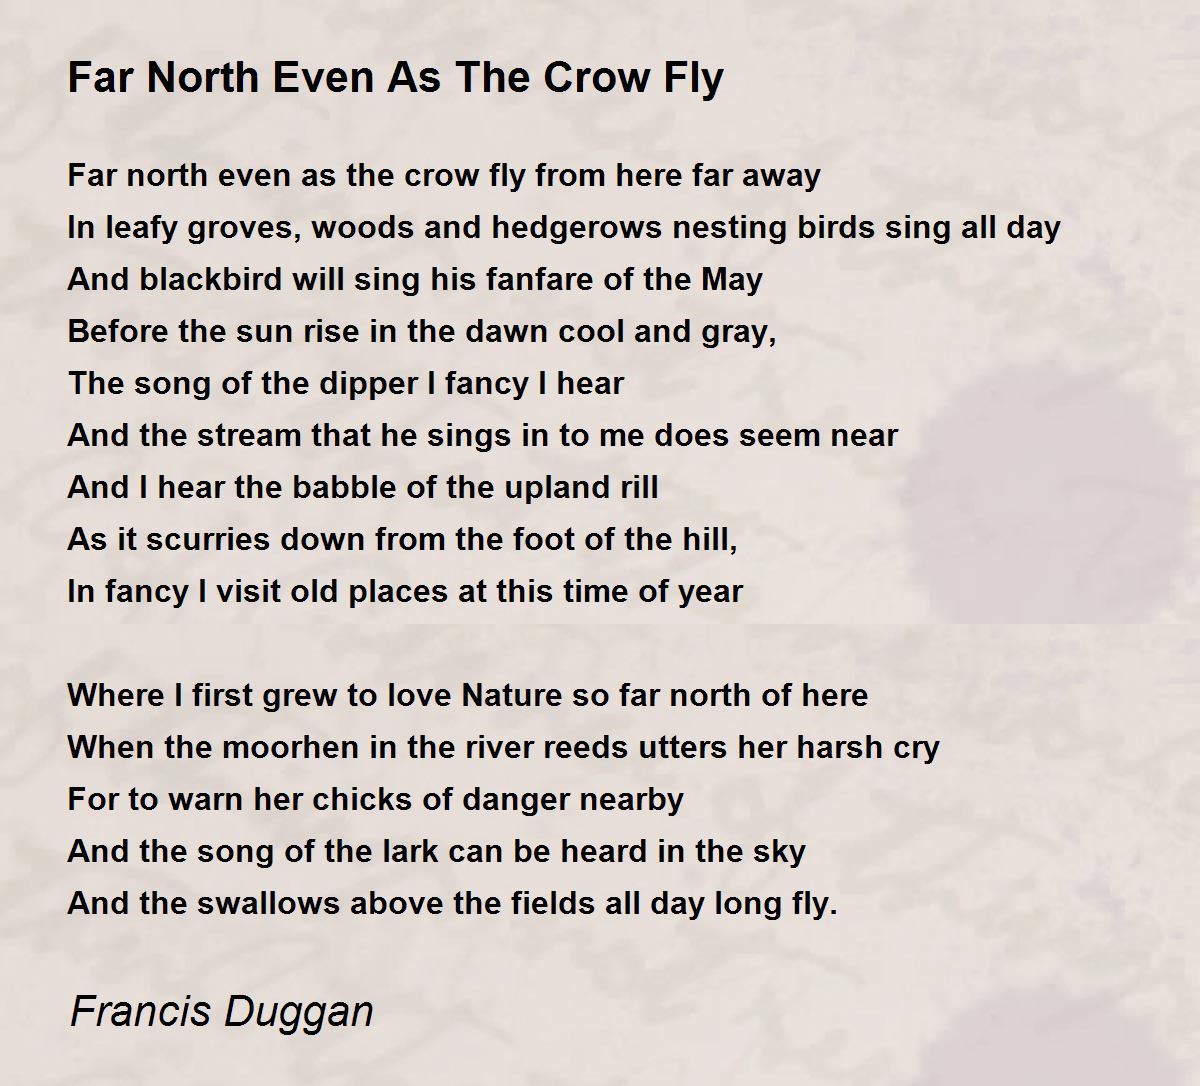 Far North Even As The Crow Fly
Far north even as the crow fly from here far away
In leafy groves, woods and hedgerows nesting birds sing all day
And blackbird will sing his fanfare of the May
Before the sun rise in the dawn cool and gray,
The song of the dipper I fancy I hear
And the stream that he sings in to me does seem near
And I hear the babble of the upland rill
As it scurries down from the foot of the hill,
In fancy I visit old places at this time of year
Where I first grew to love Nature so far north of here
When the moorhen in the river reeds utters her harsh cry
For to warn her chicks of danger nearby
And the song of the lark can be heard in the sky
And the swallows above the fields all day long fly.
Francis Duggan